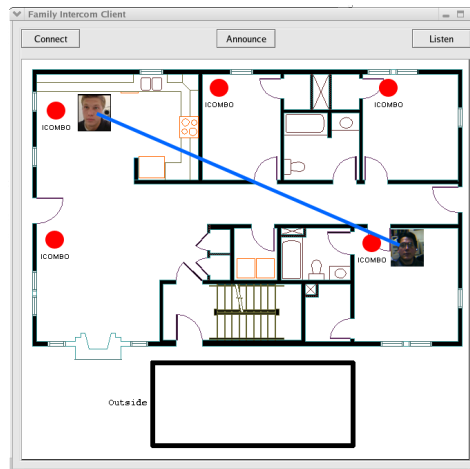 Family Intercom Client
Connect
Announce
Listen
ICOMBO
ICOMBO
ICOMBO
ICOMBO
ICOMBO
Outside